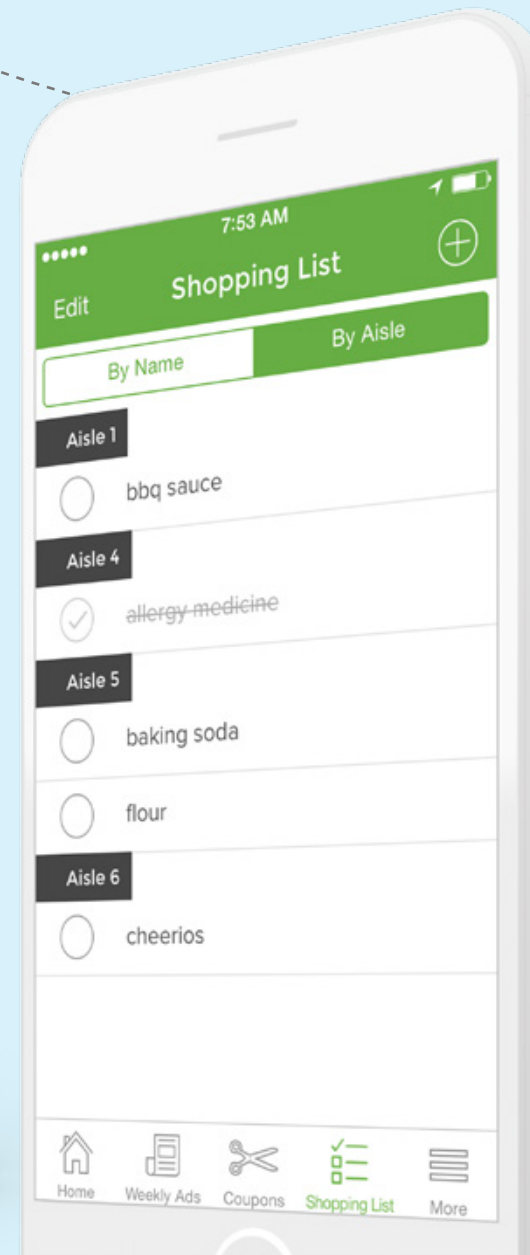 7:53 AM
Edit
Shopping List
By Name
By Aisle
Aisle 1
bbq sauce
Aisle 4
allergy medicine
Aisle 5
baking soda
flour
Aisle 6
cheerios
Home
Weekly Ads
Coupons
Shopping List
More